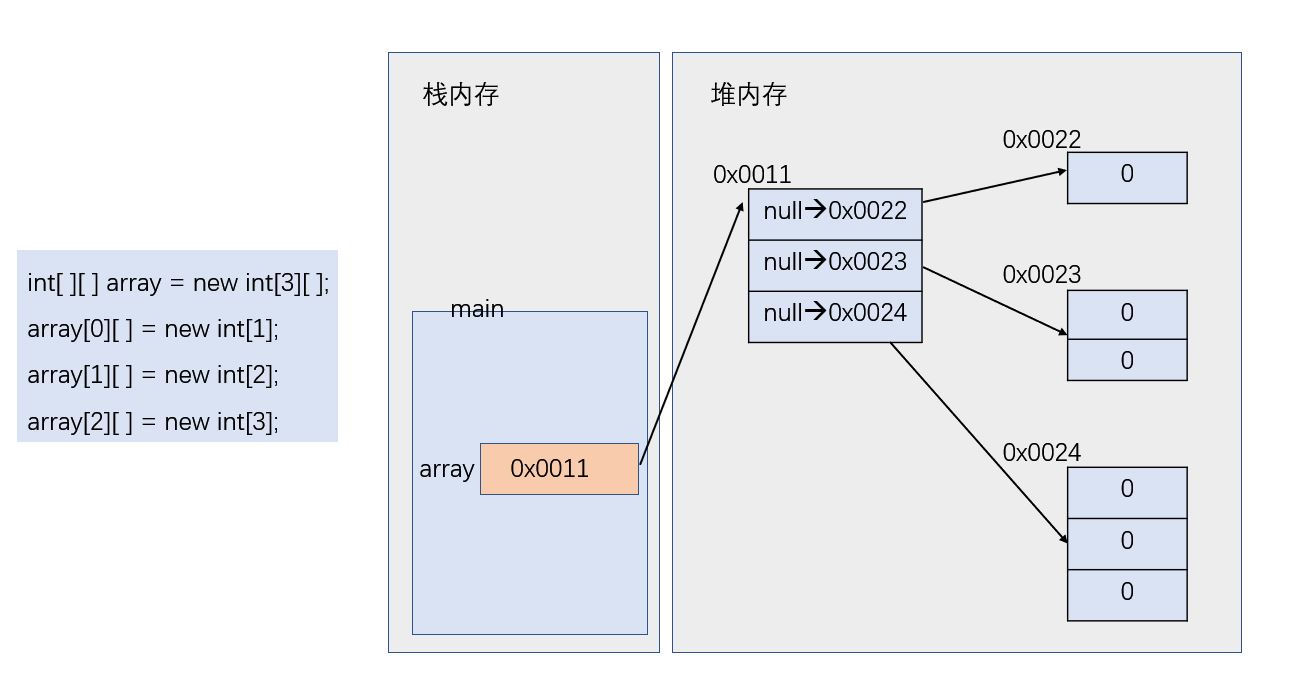 int[ ][ ] array = new int[3][ ];
array[0][ ] = new int[1];
array[1][ ] = new int[2];
array[2][ ] = new int[3];
栈内存
main
array
0x0011
堆内存
0x0011
null→0x0022
null→0x0023
null→0x0024
0x0022
0
0x0023
0
0
0x0024
0
0
0